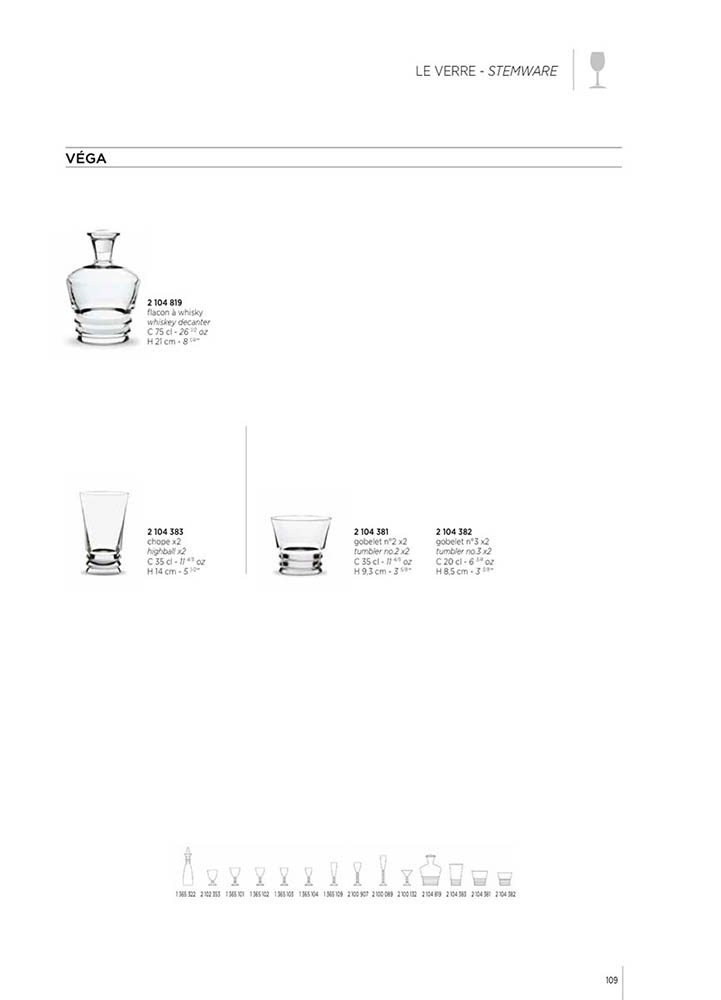 LE VERRE - STEMWARE
VÉGA
2 104 819
flacon à whisky
whiskey decanter
C 75 cl - 26 1/2 oz
H 21 cm - 8 1/4"
2 104 383
chope x2
highball x2
C 35 cl - 11 4/5 oz
H 14 cm - 5 1/2"
2 104 381
gobelet n°2 x2
tumbler no.2 x2
C 35 cl - 11 4/5 oz
H 9,3 cm - 3 5/8"
2 104 382
gobelet n°3 x2
tumbler no.3 x2
C 20 cl - 6 3/4 oz
H 8,5 cm - 3 3/8"
1 365 322 2 102 353 1 365 101 1 365 102 1 365 103 1 365 104 1 365 109 2 100 907 2 100 089 2 100 132 2 104 819 2 104 383 2 104 381 2 104 382
109